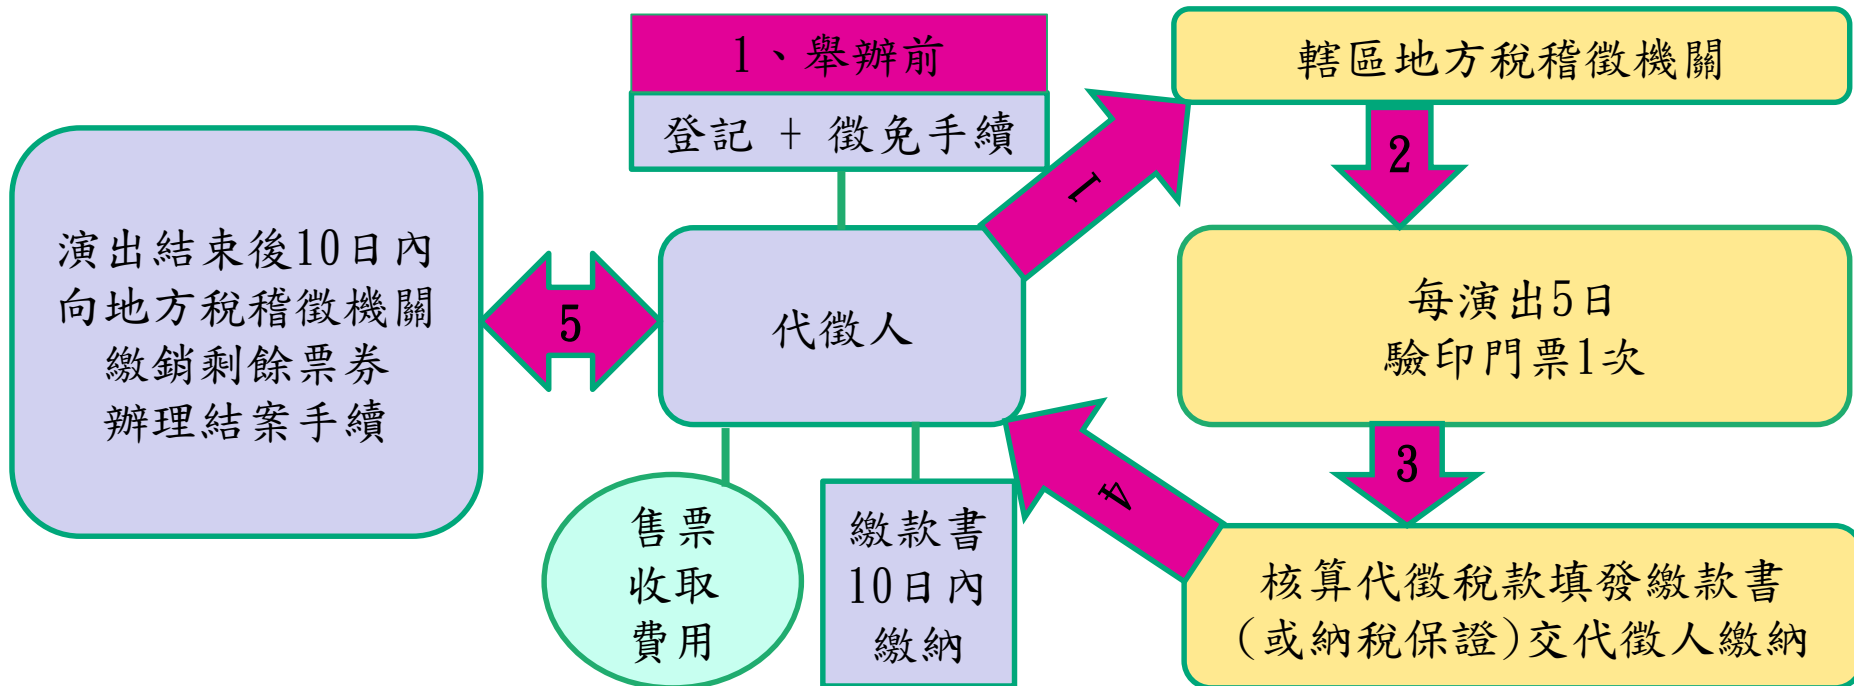 1、舉辦前
登記 + 徵免手續
轄區地方稅稽徵機關
1
2
演出結束後10日內
向地方稅稽徵機關
繳銷剩餘票券
辦理結案手續
5
代徵人
每演出5日
驗印門票1次
3
4
售票
收取
費用
繳款書
10日內
繳納
核算代徵稅款填發繳款書
(或納稅保證)交代徵人繳納